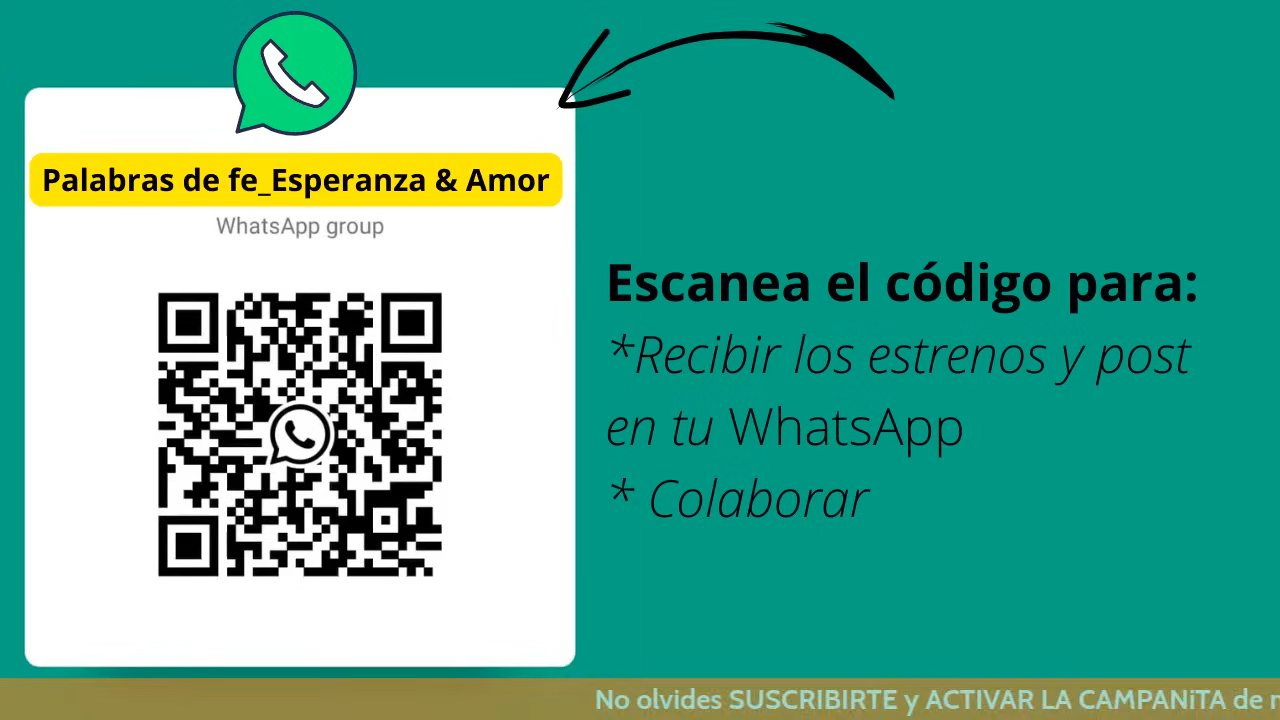 Palabras de fe_Esperanza & Amor
WhatsApp group
Escanea el código para:
*Recibir los estrenos y post
en tu WhatsApp
* Colaborar
No olvides SUSCRIBIRTE y ACTIVAR LA CAMPANiTA de